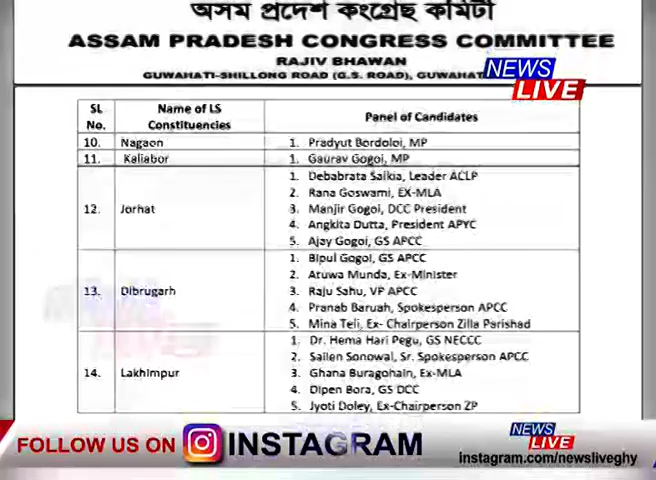 অসম প্রদেশ কংগ্রেছ কমিটী
ASSAM PRADESH CONGRESS COMMITTEE
RAJIV BHAWAN
GUWAHATI-SHILLONG ROAD (G.S. ROAD),
NEWS
LIVE
SL No. Name of LS Constituencies Panel of Candidates
10. Nagaon 1. Pradyut Bordoloi, MP
11. Kaliabor 1. Gaurav Gogoi, MP
12. Jorhat
1. Debabrata Saikia, Leader ACLP
2. Rana Goswami, EX-MLA
3. Manjir Gogoi, DCC President
4. Angkita Dutta, President APYC
5. Ajay Gogoi, GS APCC
13. Dibrugarh
1. Bipul Gogoi, GS APCC
2. Atuwa Munda, Ex-Minister
3. Raju Sahu, VP APCC
4. Pranab Baruah, Spokesperson APCC
5. Mina Teli, Ex- Chairperson Zilla Parishad
14. Lakhimpur
1. Dr. Hema Hari Pegu, GS NECCC
2. Sailen Sonowal, Sr. Spokesperson APCC
3. Ghana Buragohain, Ex-MLA
4. Dipen Bora, GS DCC
5. Jyoti Doley, Ex-Chairperson ZP
FOLLOW US ON INSTAGRAM
NEWS
LIVE
instagram.com/newsliveghy